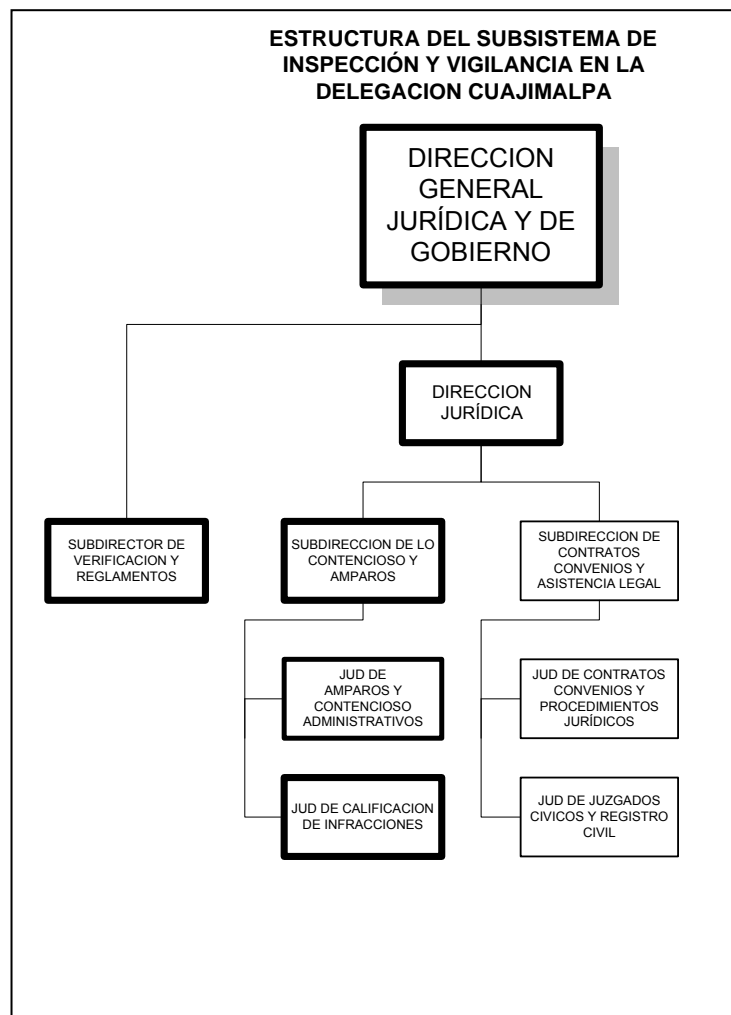 ESTRUCTURA DEL SUBSISTEMA DE
INSPECCIÓN Y VIGILANCIA EN LA
DELEGACION CUAJIMALPA
DIRECCION
GENERAL
JURÍDICA Y DE
GOBIERNO
DIRECCION
JURÍDICA
SUBDIRECTOR DE
VERIFICACION Y
REGLAMENTOS
SUBDIRECCION DE LO
CONTENCIOSO Y
AMPAROS
SUBDIRECCION DE
CONTRATOS
CONVENIOS Y
ASISTENCIA LEGAL
JUD DE
AMPAROS Y
CONTENCIOSO
ADMINISTRATIVOS
JUD DE CONTRATOS
CONVENIOS Y
PROCEDIMIENTOS
JURÍDICOS
JUD DE CALIFICACION
DE INFRACCIONES
JUD DE JUZGADOS
CIVICOS Y REGISTRO
CIVIL